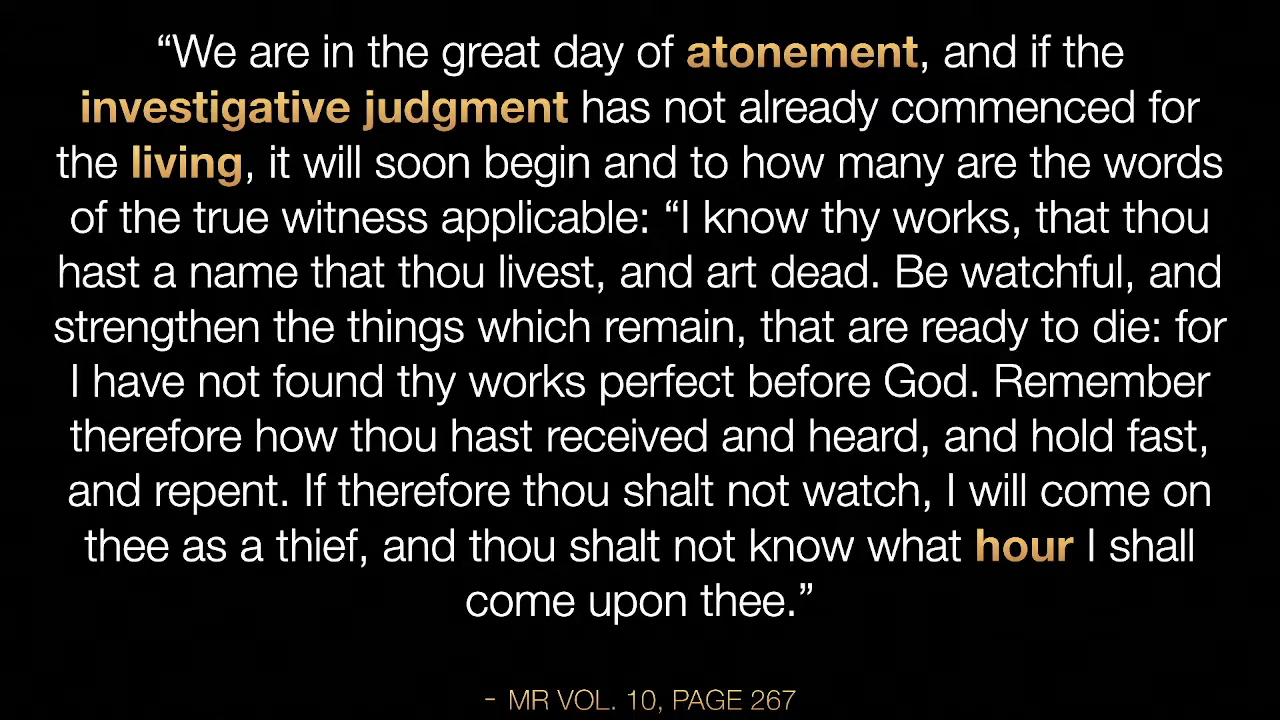 “We are in the great day of atonement, and if the
investigative judgment has not already commenced for
the living, it will soon begin and to how many are the words
of the true witness applicable: “I know thy works, that thou
hast a name that thou livest, and art dead. Be watchful, and
strengthen the things which remain, that are ready to die: for
I have not found thy works perfect before God. Remember
therefore how thou hast received and heard, and hold fast,
and repent. If therefore thou shalt not watch, I will come on
thee as a thief, and thou shalt not know what hour I shall
come upon thee.”
- MR VOL. 10, PAGE 267